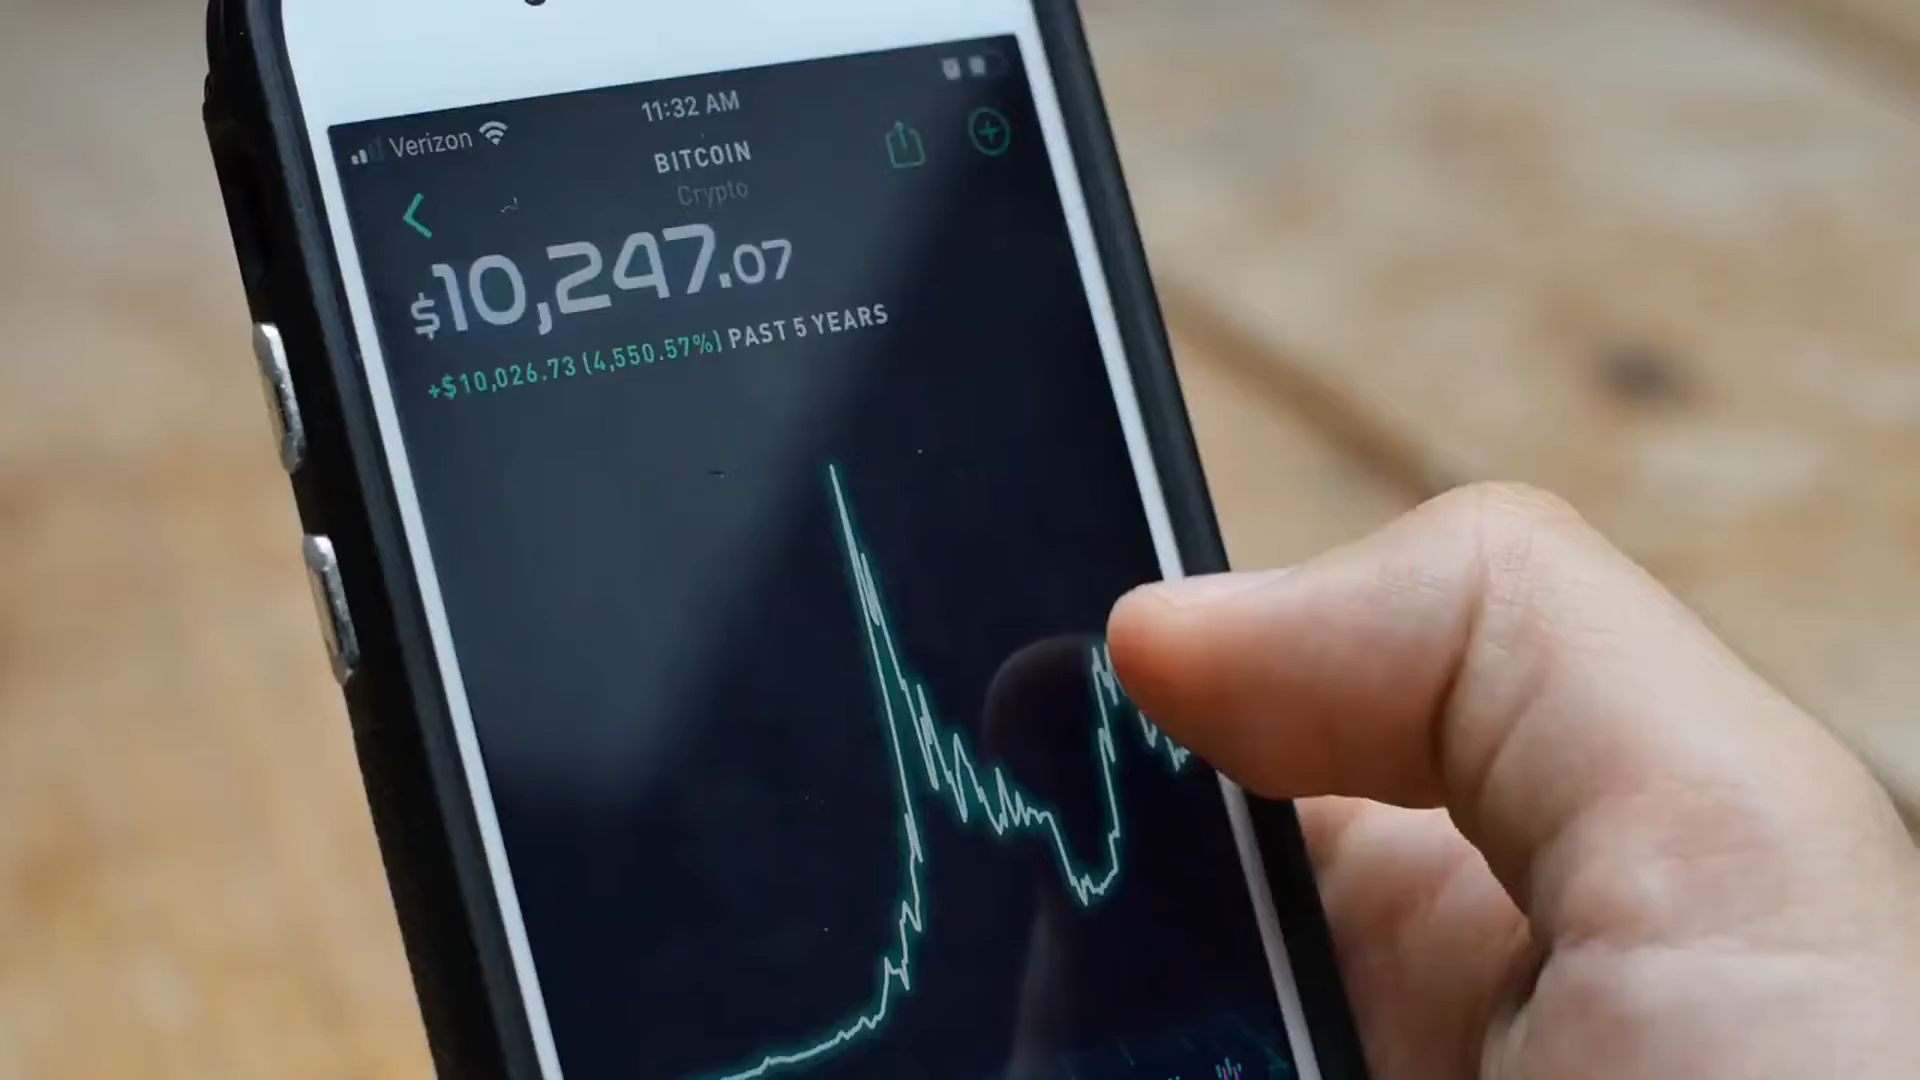 11:32 AM
Verizon
BITCOIN
Crypto
$10,247.07
+$10,026.73 (4,550.57%) PAST 5 YEARS